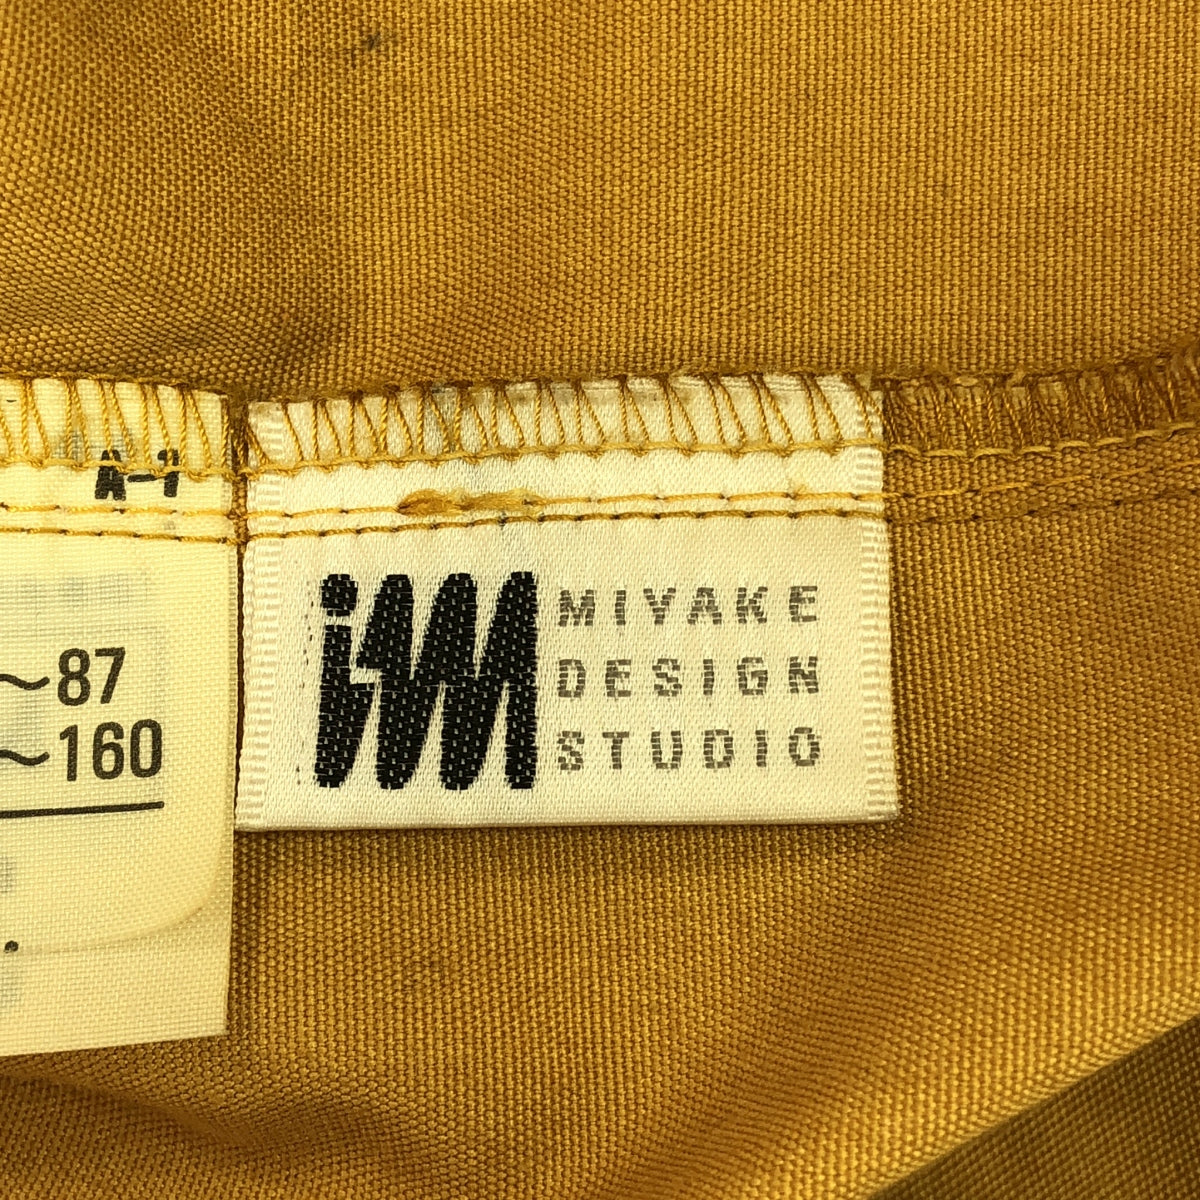 A-1
~87
~160
im MIYAKE
DESIGN
STUDIO